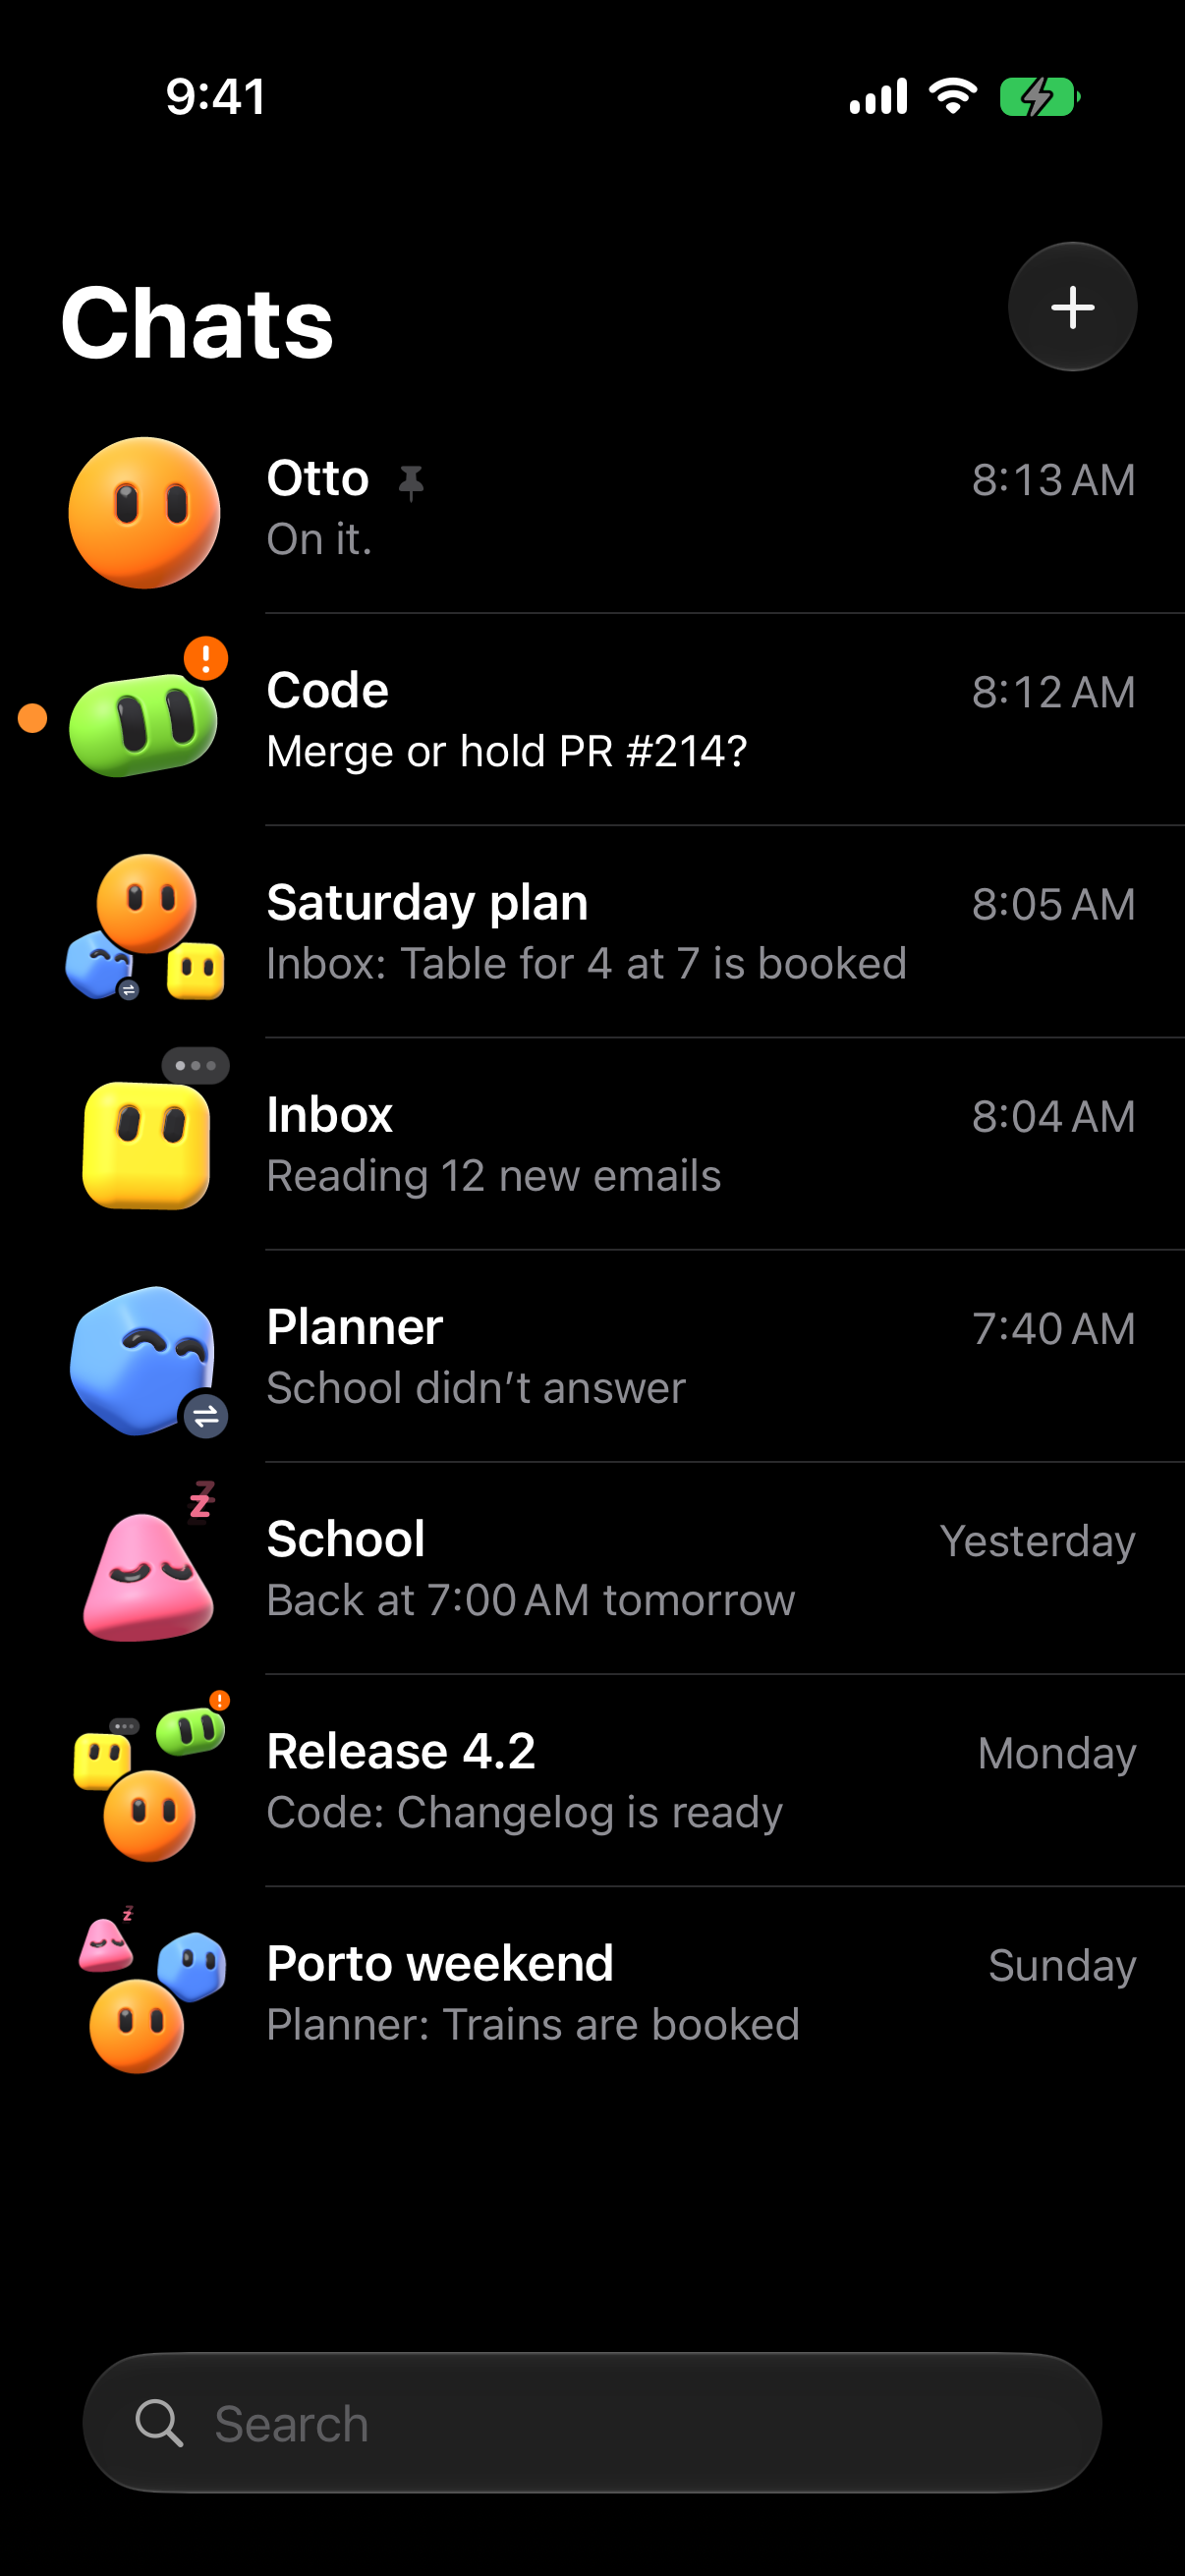 9:41
Chats
Otto 8:13 AM
On it.
Code 8:12 AM
Merge or hold PR #214?
Saturday plan 8:05 AM
Inbox: Table for 4 at 7 is booked
Inbox 8:04 AM
Reading 12 new emails
Planner 7:40 AM
School didn’t answer
z
School Yesterday
Back at 7:00 AM tomorrow
Release 4.2 Monday
Code: Changelog is ready
z
Porto weekend Sunday
Planner: Trains are booked
Search